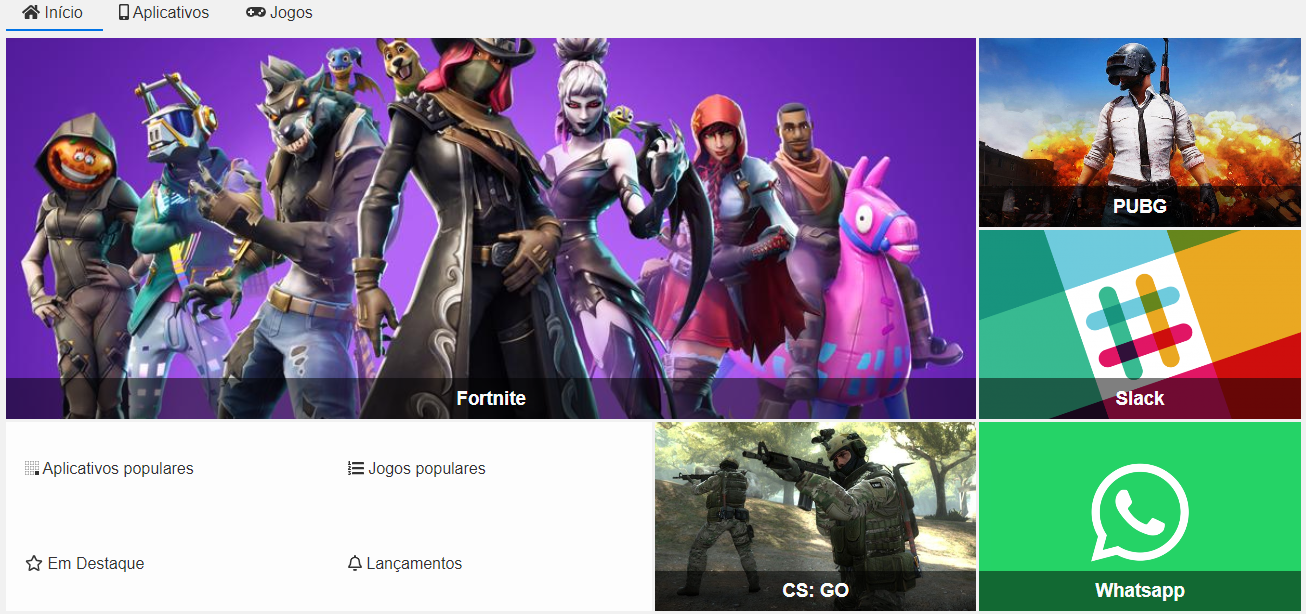 Início
Aplicativos
Jogos
Fortnite
PUBG
Slack
Aplicativos populares
Jogos populares
Em Destaque
Lançamentos
CS: GO
Whatsapp